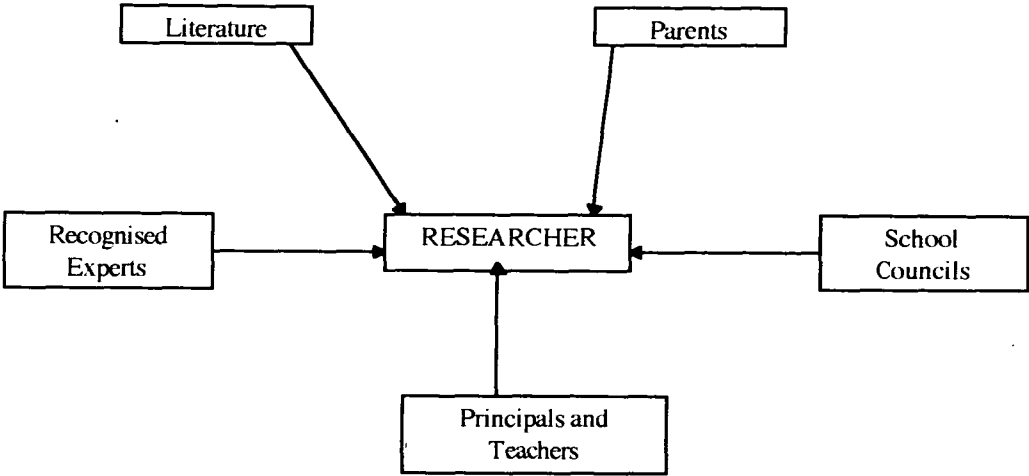 Literature
Parents
Recognised
Experts
RESEARCHER
School
Councils
Principals and
Teachers